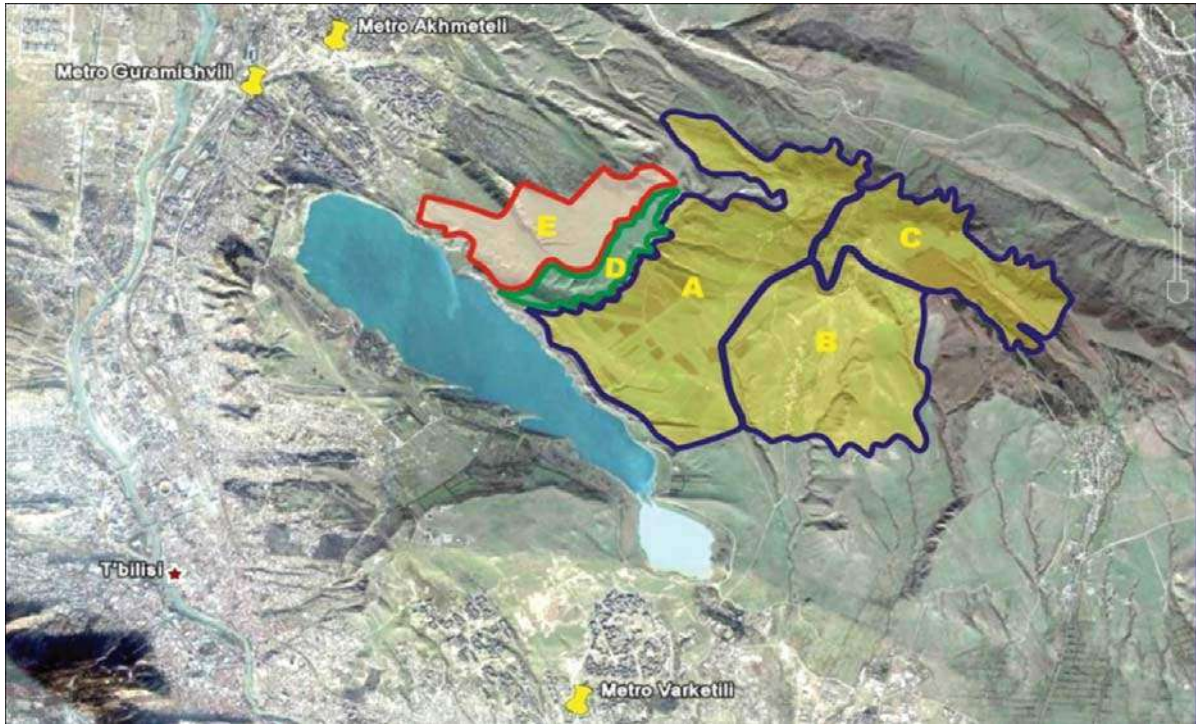 Metro Akhmeteli
Metro Guramishvili
E
D
A
C
B
T'bilisi
Metro Varketili